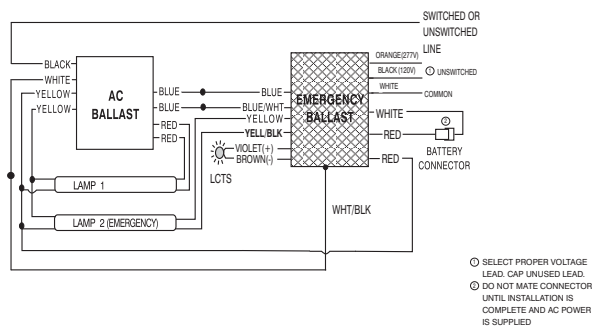 SWITCHED OR
UNSWITCHED
LINE
BLACK
WHITE
YELLOW
YELLOW
AC
BALLAST
BLUE
BLUE
RED
RED
BLUE
BLUE/WHT
YELLOW
YELL/BLK
VIOLET(+)
BROWN(-)
LCTS
EMERGENCY
BALLAST
ORANGE(277V)
BLACK (120V)
① UNSWITCHED
WHITE
COMMON
WHITE
RED
②
BATTERY
CONNECTOR
RED
LAMP 1
LAMP 2 (EMERGENCY)
WHT/BLK
① SELECT PROPER VOLTAGE
LEAD. CAP UNUSED LEAD.
② DO NOT MATE CONNECTOR
UNTIL INSTALLATION IS
COMPLETE AND AC POWER
IS SUPPLIED